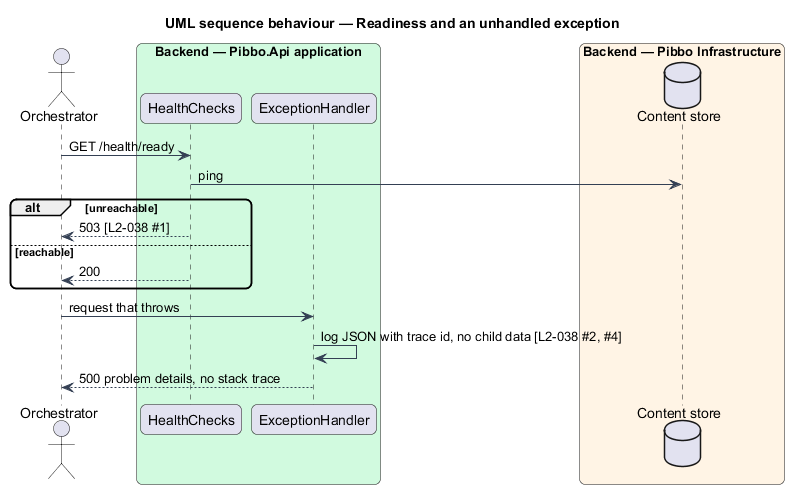 UML sequence behaviour — Readiness and an unhandled exception
Backend — Pibbo.Api application
Backend — Pibbo Infrastructure
Orchestrator
HealthChecks
ExceptionHandler
Content store
GET /health/ready
ping
alt
[unreachable]
503 [L2-038 #1]
[reachable]
200
request that throws
log JSON with trace id, no child data [L2-038 #2, #4]
500 problem details, no stack trace
Orchestrator
HealthChecks
ExceptionHandler
Content store